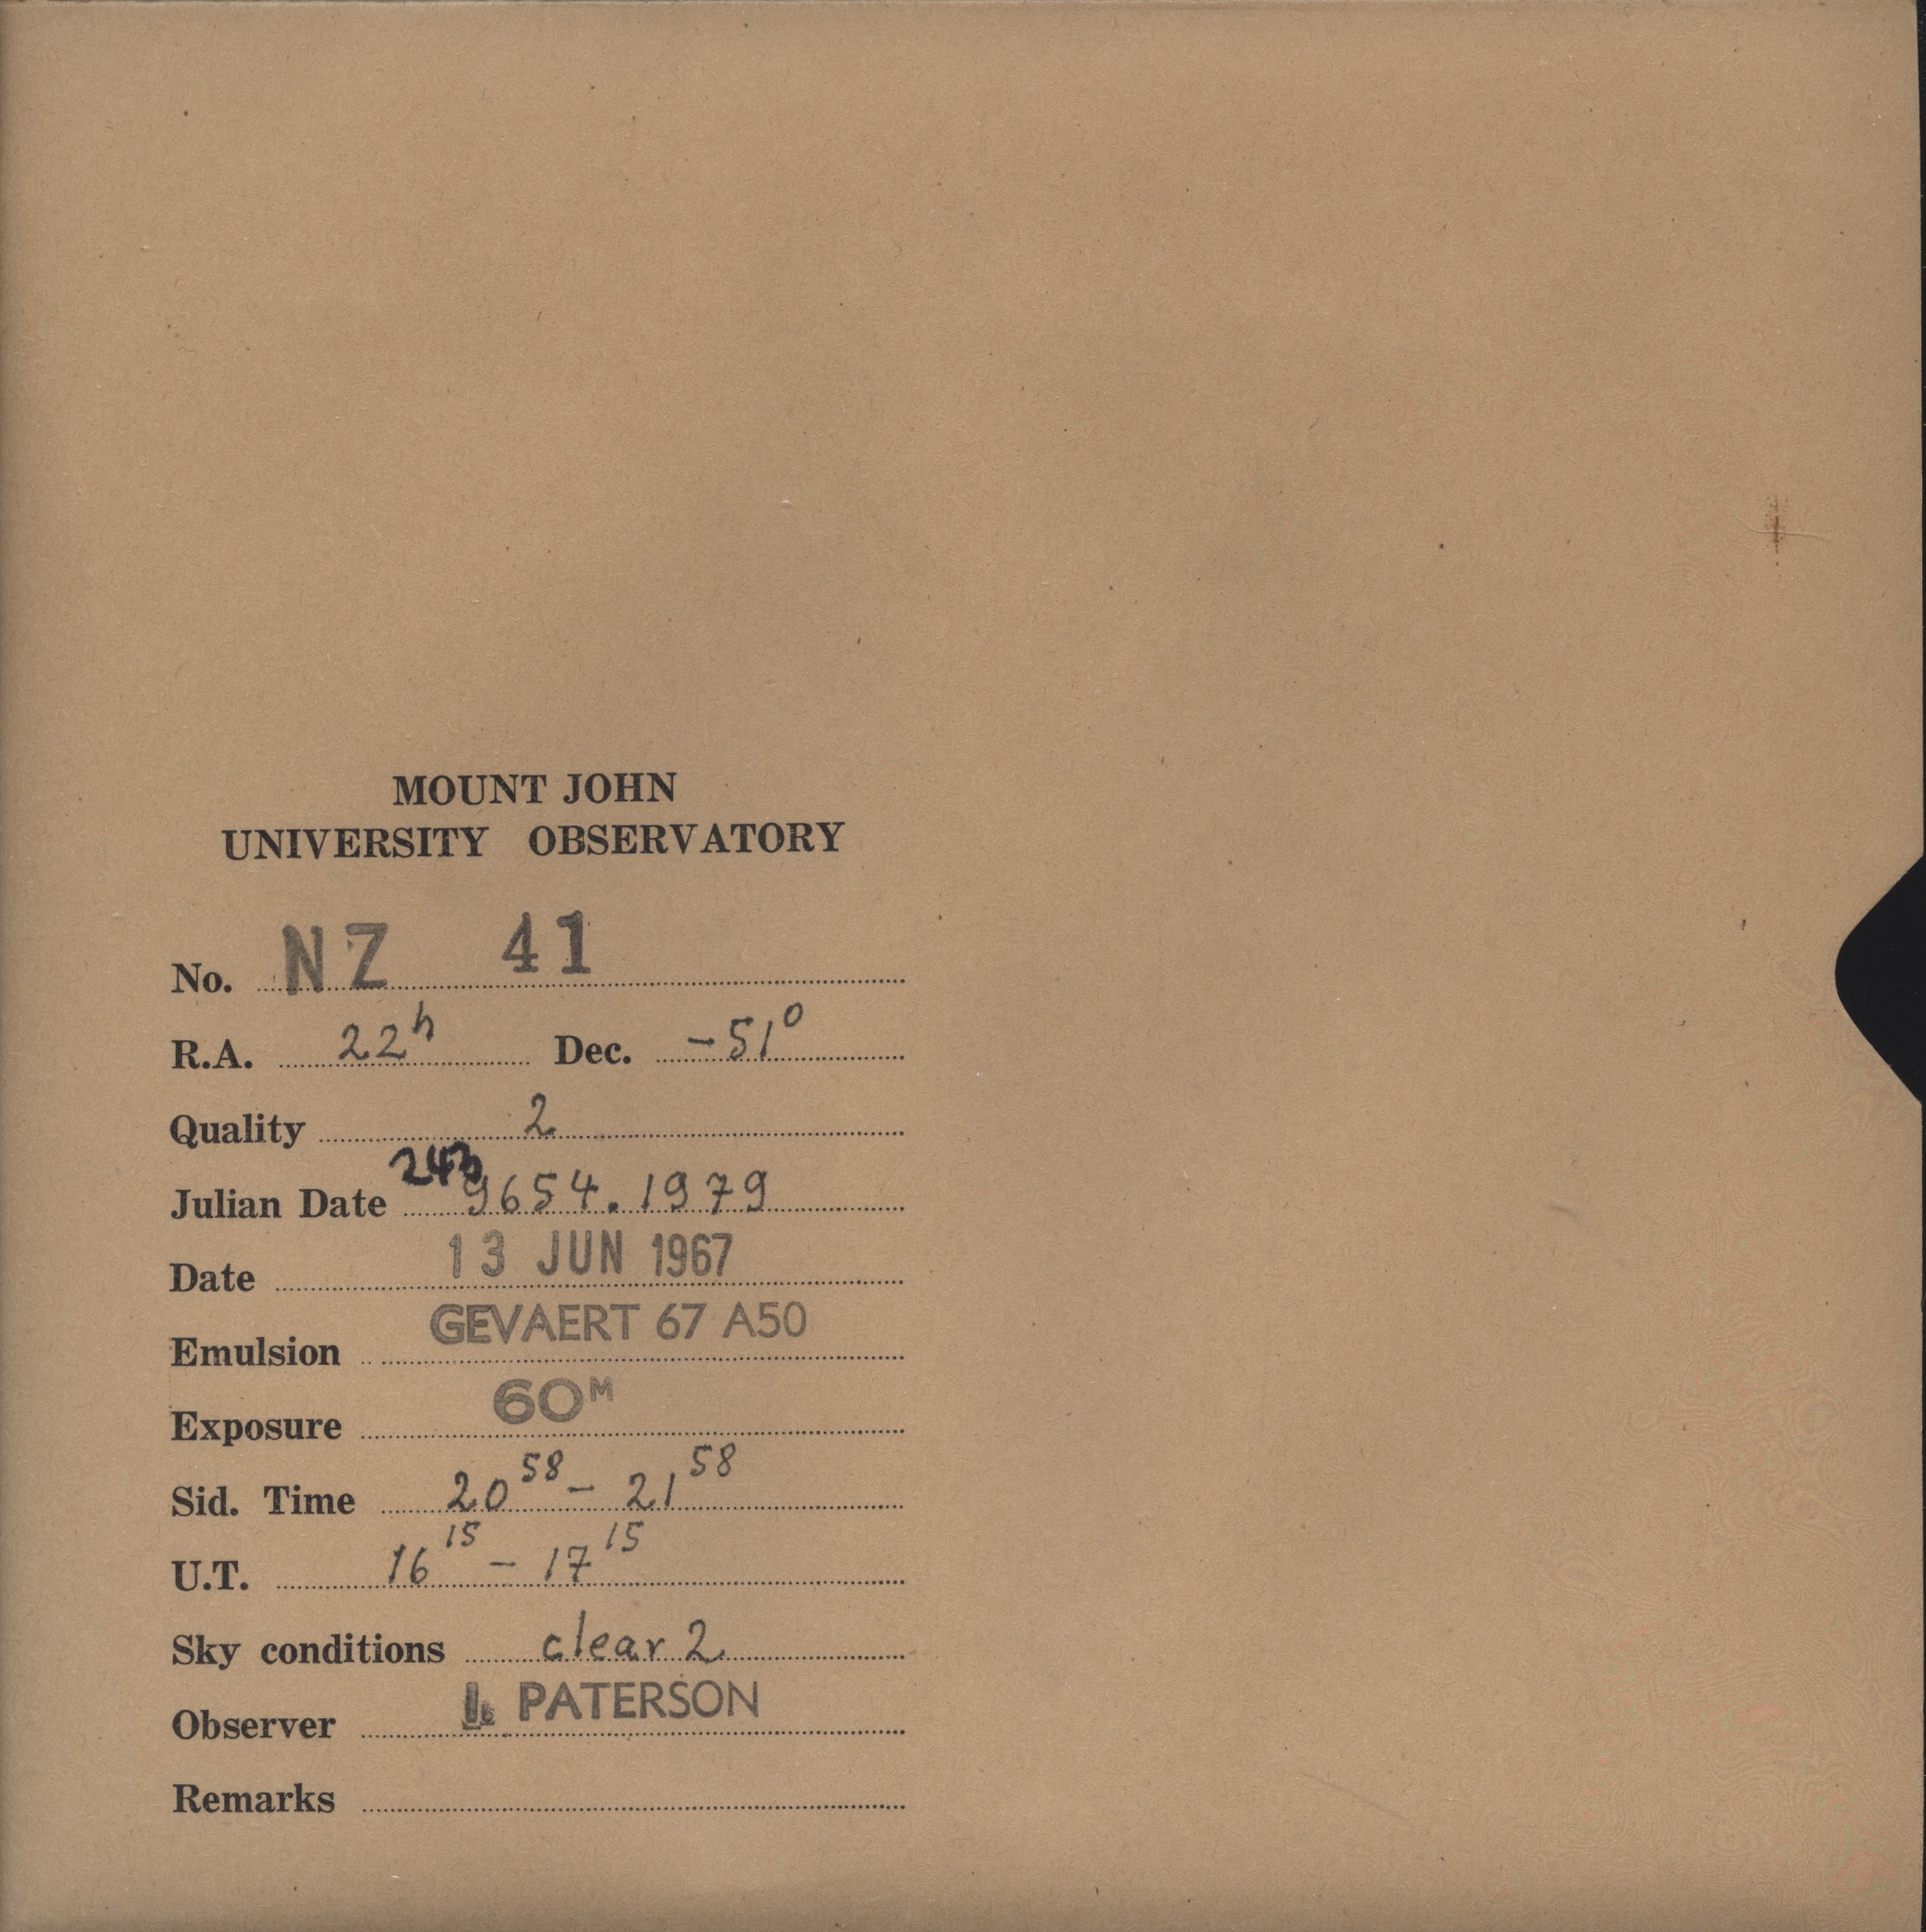 MOUNT JOHN
UNIVERSITY OBSERVATORY
No. NZ 41
R.A. 22h Dec. -51°
Quality 2
Julian Date 2439654.1979
Date 13 JUN 1967
Emulsion GEVAERT 67 A50
Exposure 60M
Sid. Time 20 58 - 21 58
U.T. 16 15 - 17 15
Sky conditions clear 2
Observer PATERSON
Remarks